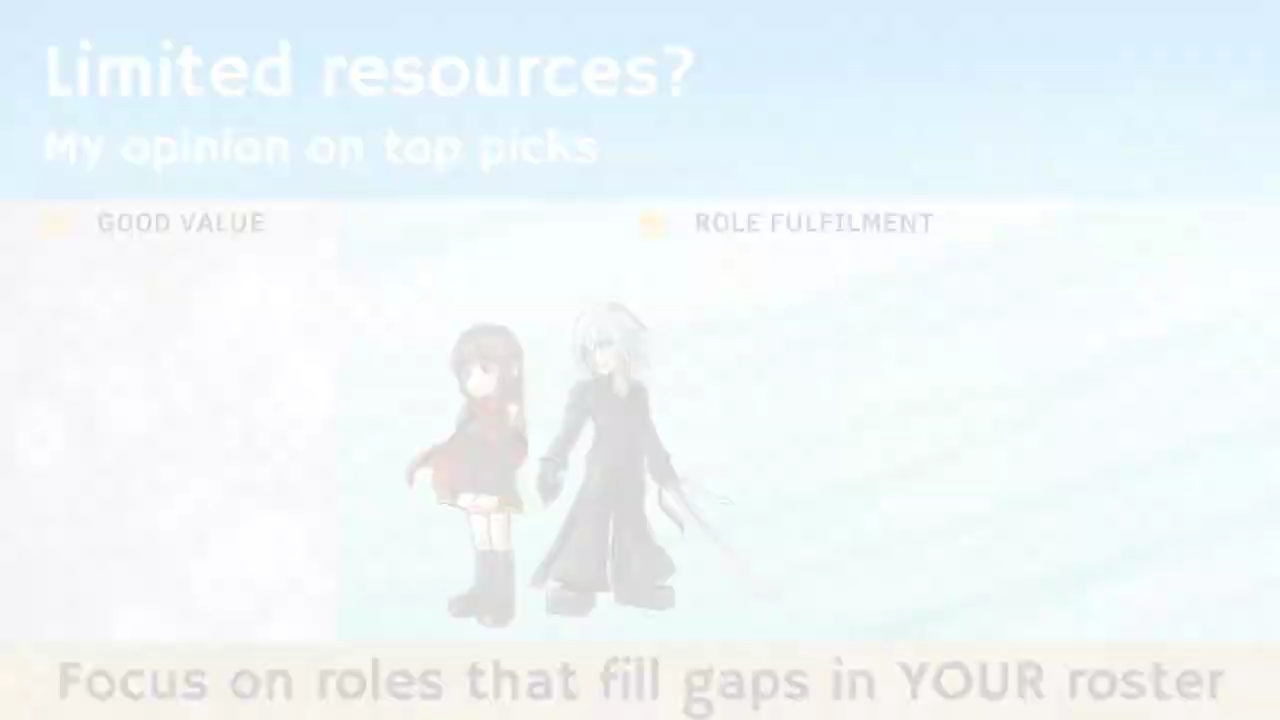 Limited resources?
My opinion on top picks
GOOD VALUE
ROLE FULFILMENT
Focus on roles that fill gaps in YOUR roster